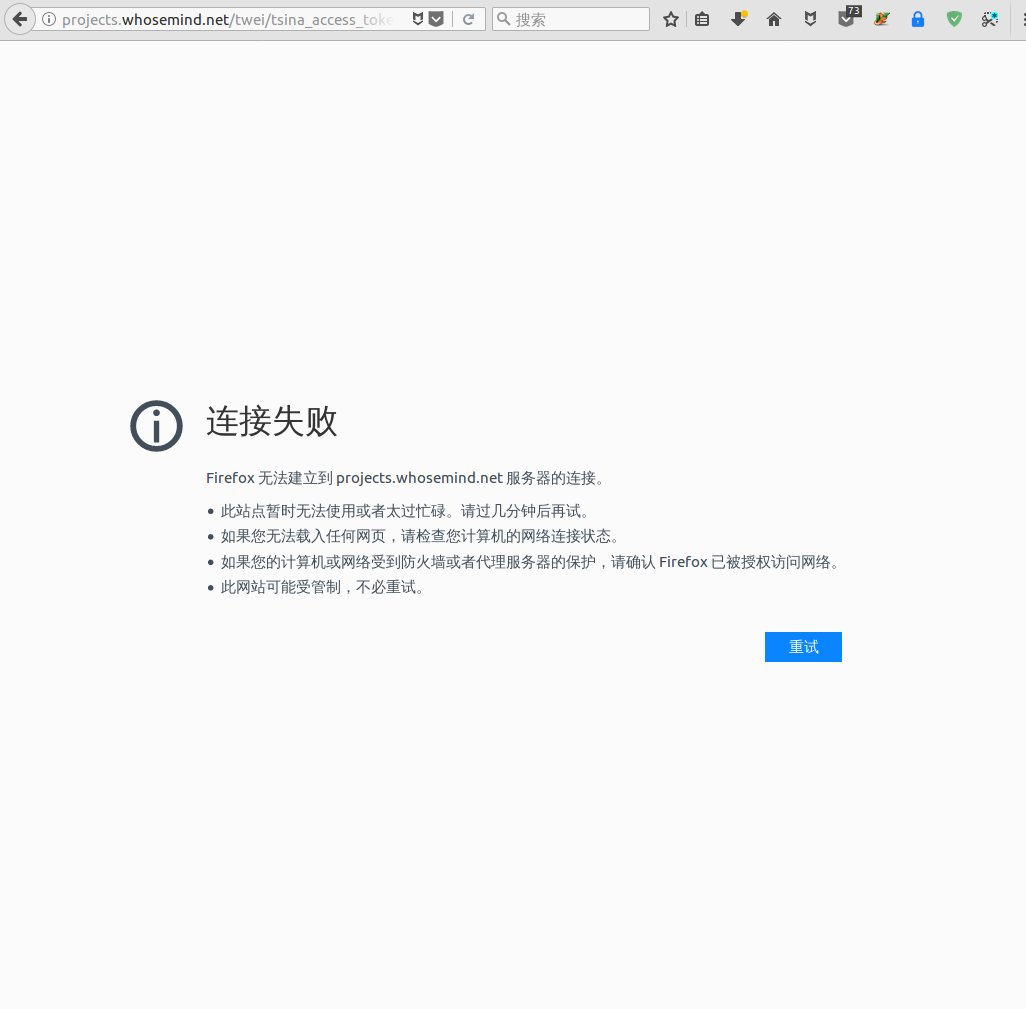 projects.whosemind.net/twei/tsina_access_toke
搜索
73
连接失败
Firefox 无法建立到 projects.whosemind.net 服务器的连接。
此站点暂时无法使用或者太过忙碌。请过几分钟后再试。
如果您无法载入任何网页，请检查您计算机的网络连接状态。
如果您的计算机或网络受到防火墙或者代理服务器的保护，请确认 Firefox 已被授权访问网络。
此网站可能受管制，不必重试。
重试